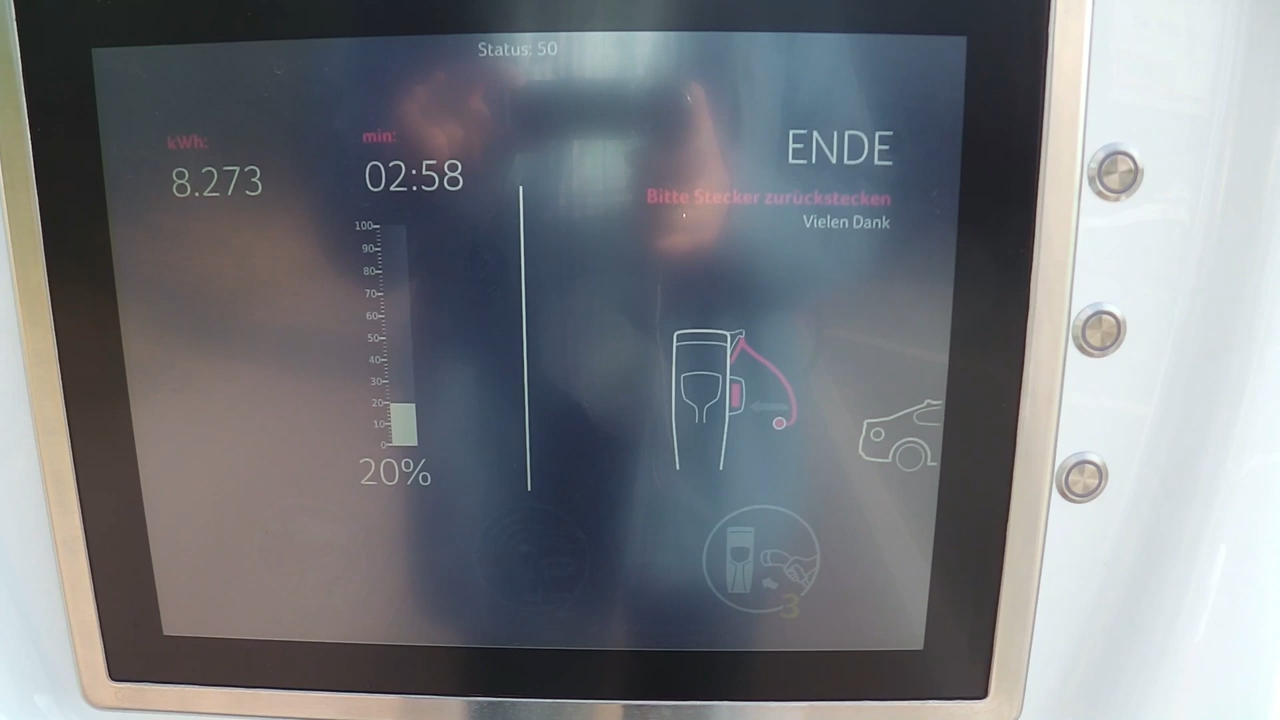 Status: 50
kWh:
8.273
min:
02:58
100
90
80
70
60
50
40
30
20
10
0
20%
ENDE
Bitte Stecker zurückstecken
Vielen Dank
3